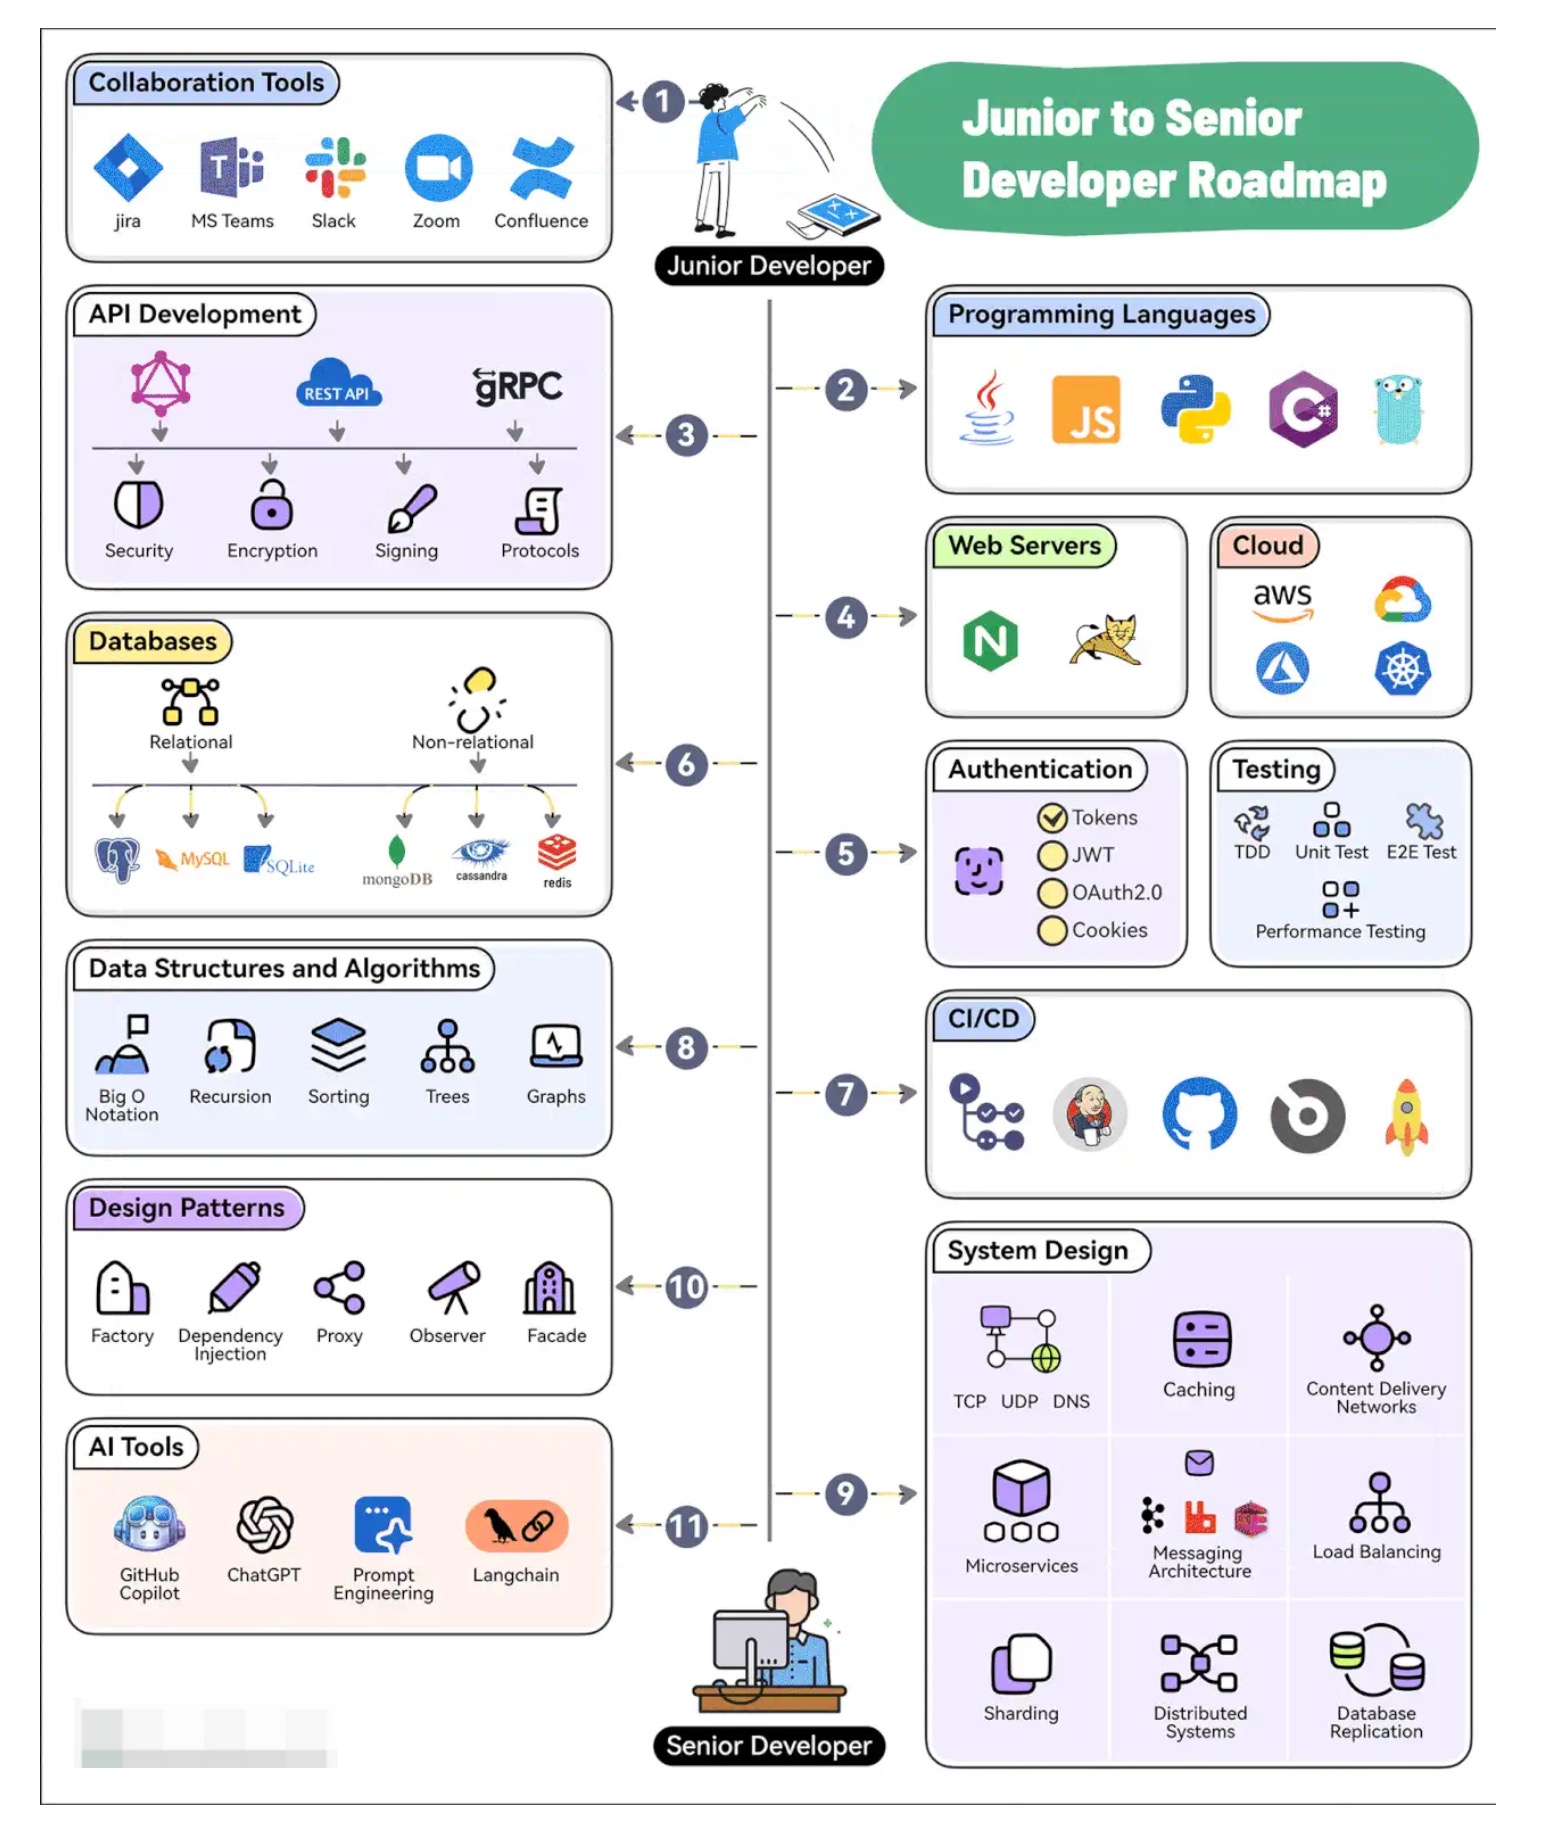 Junior to Senior
Developer Roadmap
1
Junior Developer
Collaboration Tools
jira
MS Teams
Slack
Zoom
Confluence
2
Programming Languages
JS
C#
3
API Development
REST API
gRPC
Security
Encryption
Signing
Protocols
4
Web Servers
N
Cloud
aws
5
Authentication
Tokens
JWT
OAuth2.0
Cookies
Testing
TDD
Unit Test
E2E Test
Performance Testing
6
Databases
Relational
Non-relational
MySQL
SQLite
mongoDB
cassandra
redis
7
CI/CD
8
Data Structures and Algorithms
Big O
Notation
Recursion
Sorting
Trees
Graphs
9
System Design
TCP UDP DNS
Caching
Content Delivery
Networks
Microservices
Messaging
Architecture
Load Balancing
Sharding
Distributed
Systems
Database
Replication
10
Design Patterns
Factory
Dependency
Injection
Proxy
Observer
Facade
11
AI Tools
GitHub
Copilot
ChatGPT
Prompt
Engineering
Langchain
Senior Developer